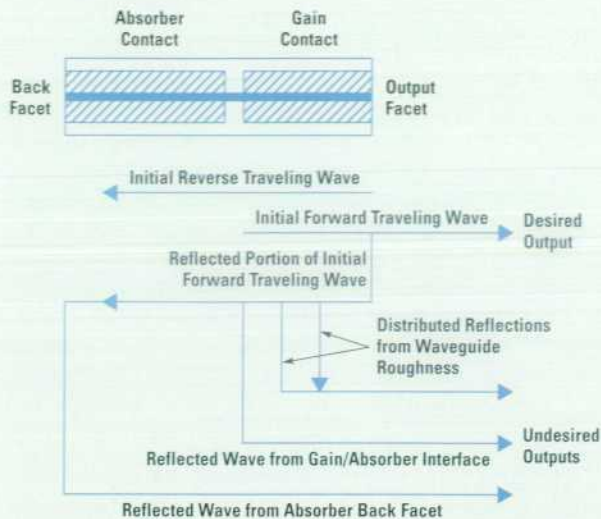 Absorber
Contact
Gain
Contact
Back
Facet
Output
Facet
Initial Reverse Traveling Wave
Initial Forward Traveling Wave
Desired
Output
Reflected Portion of Initial
Forward Traveling Wave
Distributed Reflections
from Waveguide
Roughness
Reflected Wave from Gain/Absorber Interface
Undesired
Outputs
Reflected Wave from Absorber Back Facet